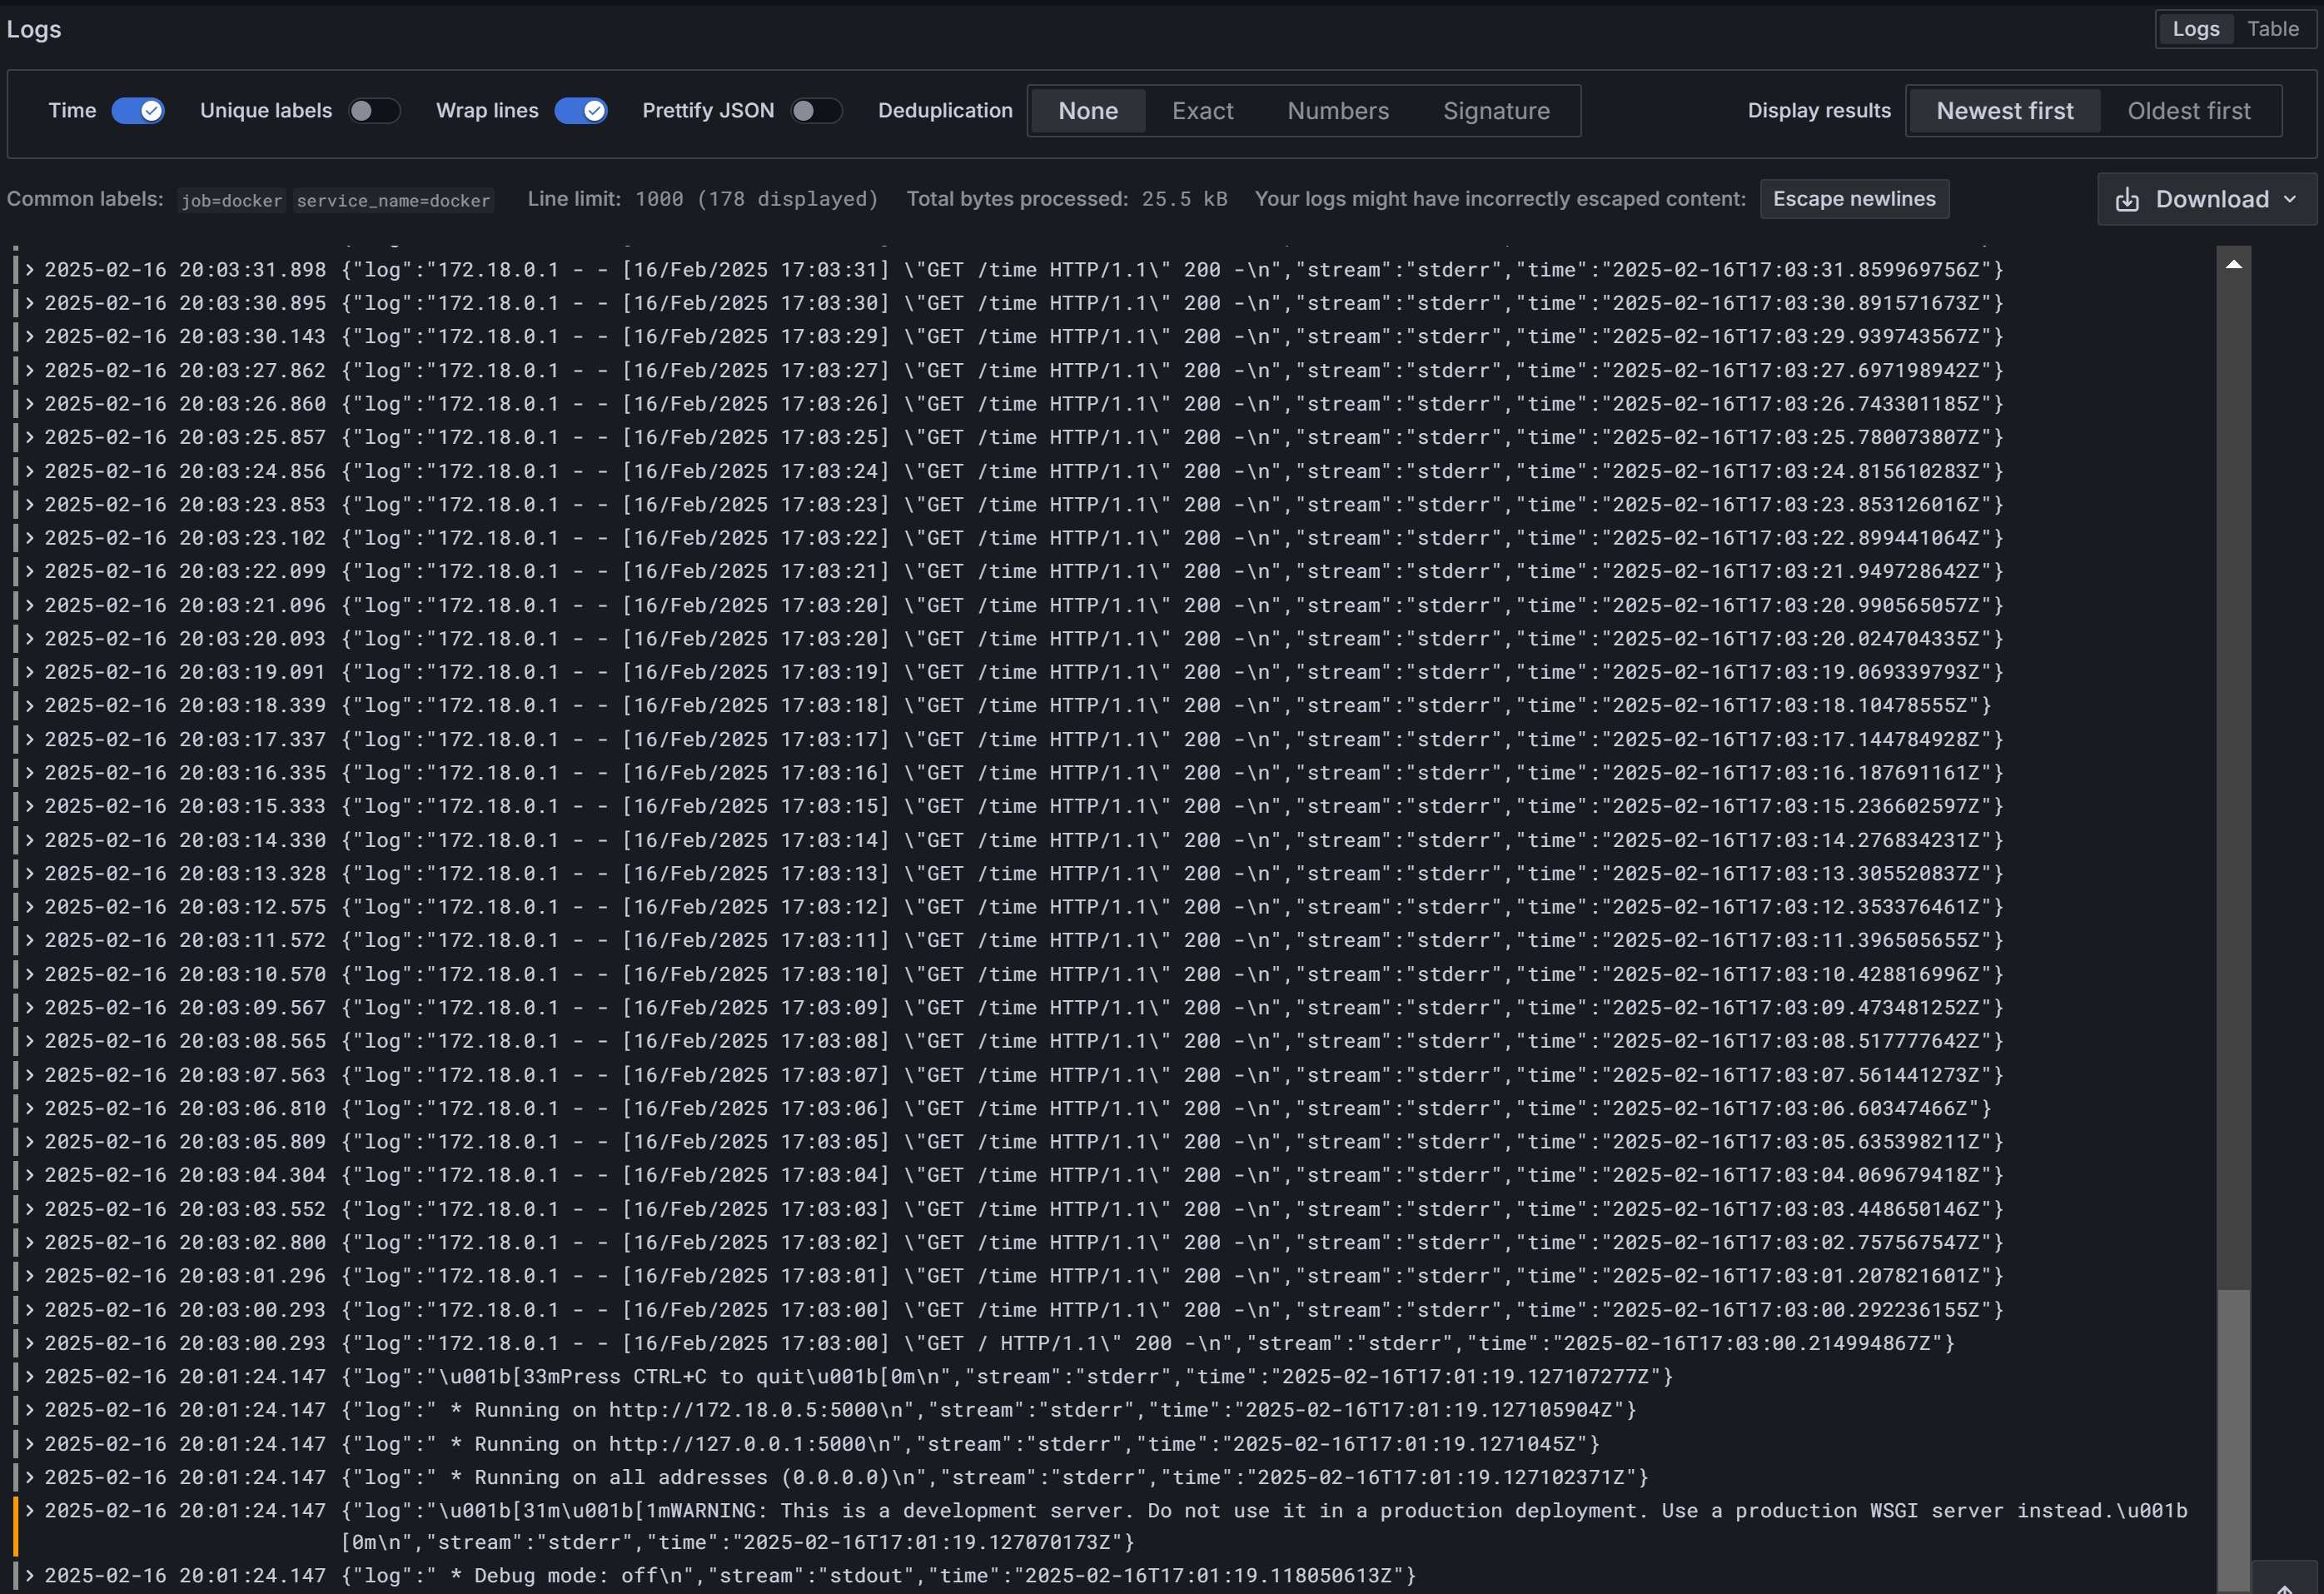 Logs
Logs Table
Time Unique labels Wrap lines Prettify JSON Deduplication None Exact Numbers Signature Display results Newest first Oldest first
Common labels: job=docker service_name=docker Line limit: 1000 (178 displayed) Total bytes processed: 25.5 kB Your logs might have incorrectly escaped content: Escape newlines Download
2025-02-16 20:03:31.898 {"log":"172.18.0.1 - - [16/Feb/2025 17:03:31] \"GET /time HTTP/1.1\" 200 -\n","stream":"stderr","time":"2025-02-16T17:03:31.859969756Z"}
2025-02-16 20:03:30.895 {"log":"172.18.0.1 - - [16/Feb/2025 17:03:30] \"GET /time HTTP/1.1\" 200 -\n","stream":"stderr","time":"2025-02-16T17:03:30.891571673Z"}
2025-02-16 20:03:30.143 {"log":"172.18.0.1 - - [16/Feb/2025 17:03:29] \"GET /time HTTP/1.1\" 200 -\n","stream":"stderr","time":"2025-02-16T17:03:29.939743567Z"}
2025-02-16 20:03:27.862 {"log":"172.18.0.1 - - [16/Feb/2025 17:03:27] \"GET /time HTTP/1.1\" 200 -\n","stream":"stderr","time":"2025-02-16T17:03:27.697198942Z"}
2025-02-16 20:03:26.860 {"log":"172.18.0.1 - - [16/Feb/2025 17:03:26] \"GET /time HTTP/1.1\" 200 -\n","stream":"stderr","time":"2025-02-16T17:03:26.743301185Z"}
2025-02-16 20:03:25.857 {"log":"172.18.0.1 - - [16/Feb/2025 17:03:25] \"GET /time HTTP/1.1\" 200 -\n","stream":"stderr","time":"2025-02-16T17:03:25.780073807Z"}
2025-02-16 20:03:24.856 {"log":"172.18.0.1 - - [16/Feb/2025 17:03:24] \"GET /time HTTP/1.1\" 200 -\n","stream":"stderr","time":"2025-02-16T17:03:24.815610283Z"}
2025-02-16 20:03:23.853 {"log":"172.18.0.1 - - [16/Feb/2025 17:03:23] \"GET /time HTTP/1.1\" 200 -\n","stream":"stderr","time":"2025-02-16T17:03:23.853126016Z"}
2025-02-16 20:03:23.102 {"log":"172.18.0.1 - - [16/Feb/2025 17:03:22] \"GET /time HTTP/1.1\" 200 -\n","stream":"stderr","time":"2025-02-16T17:03:22.899441064Z"}
2025-02-16 20:03:22.099 {"log":"172.18.0.1 - - [16/Feb/2025 17:03:21] \"GET /time HTTP/1.1\" 200 -\n","stream":"stderr","time":"2025-02-16T17:03:21.949728642Z"}
2025-02-16 20:03:21.096 {"log":"172.18.0.1 - - [16/Feb/2025 17:03:20] \"GET /time HTTP/1.1\" 200 -\n","stream":"stderr","time":"2025-02-16T17:03:20.990565057Z"}
2025-02-16 20:03:20.093 {"log":"172.18.0.1 - - [16/Feb/2025 17:03:20] \"GET /time HTTP/1.1\" 200 -\n","stream":"stderr","time":"2025-02-16T17:03:20.024704335Z"}
2025-02-16 20:03:19.091 {"log":"172.18.0.1 - - [16/Feb/2025 17:03:19] \"GET /time HTTP/1.1\" 200 -\n","stream":"stderr","time":"2025-02-16T17:03:19.069339793Z"}
2025-02-16 20:03:18.339 {"log":"172.18.0.1 - - [16/Feb/2025 17:03:18] \"GET /time HTTP/1.1\" 200 -\n","stream":"stderr","time":"2025-02-16T17:03:18.10478555Z"}
2025-02-16 20:03:17.337 {"log":"172.18.0.1 - - [16/Feb/2025 17:03:17] \"GET /time HTTP/1.1\" 200 -\n","stream":"stderr","time":"2025-02-16T17:03:17.144784928Z"}
2025-02-16 20:03:16.335 {"log":"172.18.0.1 - - [16/Feb/2025 17:03:16] \"GET /time HTTP/1.1\" 200 -\n","stream":"stderr","time":"2025-02-16T17:03:16.187691161Z"}
2025-02-16 20:03:15.333 {"log":"172.18.0.1 - - [16/Feb/2025 17:03:15] \"GET /time HTTP/1.1\" 200 -\n","stream":"stderr","time":"2025-02-16T17:03:15.236602597Z"}
2025-02-16 20:03:14.330 {"log":"172.18.0.1 - - [16/Feb/2025 17:03:14] \"GET /time HTTP/1.1\" 200 -\n","stream":"stderr","time":"2025-02-16T17:03:14.276834231Z"}
2025-02-16 20:03:13.328 {"log":"172.18.0.1 - - [16/Feb/2025 17:03:13] \"GET /time HTTP/1.1\" 200 -\n","stream":"stderr","time":"2025-02-16T17:03:13.305520837Z"}
2025-02-16 20:03:12.575 {"log":"172.18.0.1 - - [16/Feb/2025 17:03:12] \"GET /time HTTP/1.1\" 200 -\n","stream":"stderr","time":"2025-02-16T17:03:12.353376461Z"}
2025-02-16 20:03:11.572 {"log":"172.18.0.1 - - [16/Feb/2025 17:03:11] \"GET /time HTTP/1.1\" 200 -\n","stream":"stderr","time":"2025-02-16T17:03:11.396505655Z"}
2025-02-16 20:03:10.570 {"log":"172.18.0.1 - - [16/Feb/2025 17:03:10] \"GET /time HTTP/1.1\" 200 -\n","stream":"stderr","time":"2025-02-16T17:03:10.428816996Z"}
2025-02-16 20:03:09.567 {"log":"172.18.0.1 - - [16/Feb/2025 17:03:09] \"GET /time HTTP/1.1\" 200 -\n","stream":"stderr","time":"2025-02-16T17:03:09.473481252Z"}
2025-02-16 20:03:08.565 {"log":"172.18.0.1 - - [16/Feb/2025 17:03:08] \"GET /time HTTP/1.1\" 200 -\n","stream":"stderr","time":"2025-02-16T17:03:08.517777642Z"}
2025-02-16 20:03:07.563 {"log":"172.18.0.1 - - [16/Feb/2025 17:03:07] \"GET /time HTTP/1.1\" 200 -\n","stream":"stderr","time":"2025-02-16T17:03:07.561441273Z"}
2025-02-16 20:03:06.810 {"log":"172.18.0.1 - - [16/Feb/2025 17:03:06] \"GET /time HTTP/1.1\" 200 -\n","stream":"stderr","time":"2025-02-16T17:03:06.60347466Z"}
2025-02-16 20:03:05.809 {"log":"172.18.0.1 - - [16/Feb/2025 17:03:05] \"GET /time HTTP/1.1\" 200 -\n","stream":"stderr","time":"2025-02-16T17:03:05.635398211Z"}
2025-02-16 20:03:04.304 {"log":"172.18.0.1 - - [16/Feb/2025 17:03:04] \"GET /time HTTP/1.1\" 200 -\n","stream":"stderr","time":"2025-02-16T17:03:04.069679418Z"}
2025-02-16 20:03:03.552 {"log":"172.18.0.1 - - [16/Feb/2025 17:03:03] \"GET /time HTTP/1.1\" 200 -\n","stream":"stderr","time":"2025-02-16T17:03:03.448650146Z"}
2025-02-16 20:03:02.800 {"log":"172.18.0.1 - - [16/Feb/2025 17:03:02] \"GET /time HTTP/1.1\" 200 -\n","stream":"stderr","time":"2025-02-16T17:03:02.757567547Z"}
2025-02-16 20:03:01.296 {"log":"172.18.0.1 - - [16/Feb/2025 17:03:01] \"GET /time HTTP/1.1\" 200 -\n","stream":"stderr","time":"2025-02-16T17:03:01.207821601Z"}
2025-02-16 20:03:00.293 {"log":"172.18.0.1 - - [16/Feb/2025 17:03:00] \"GET /time HTTP/1.1\" 200 -\n","stream":"stderr","time":"2025-02-16T17:03:00.292236155Z"}
2025-02-16 20:03:00.293 {"log":"172.18.0.1 - - [16/Feb/2025 17:03:00] \"GET / HTTP/1.1\" 200 -\n","stream":"stderr","time":"2025-02-16T17:03:00.214994867Z"}
2025-02-16 20:01:24.147 {"log":"\u001b[33mPress CTRL+C to quit\u001b[0m\n","stream":"stderr","time":"2025-02-16T17:01:19.127107277Z"}
2025-02-16 20:01:24.147 {"log":" * Running on http://172.18.0.5:5000\n","stream":"stderr","time":"2025-02-16T17:01:19.127105904Z"}
2025-02-16 20:01:24.147 {"log":" * Running on http://127.0.0.1:5000\n","stream":"stderr","time":"2025-02-16T17:01:19.1271045Z"}
2025-02-16 20:01:24.147 {"log":" * Running on all addresses (0.0.0.0)\n","stream":"stderr","time":"2025-02-16T17:01:19.127102371Z"}
2025-02-16 20:01:24.147 {"log":"\u001b[31m\u001b[1mWARNING: This is a development server. Do not use it in a production deployment. Use a production WSGI server instead.\u001b
[0m\n","stream":"stderr","time":"2025-02-16T17:01:19.127070173Z"}
2025-02-16 20:01:24.147 {"log":" * Debug mode: off\n","stream":"stdout","time":"2025-02-16T17:01:19.118050613Z"}